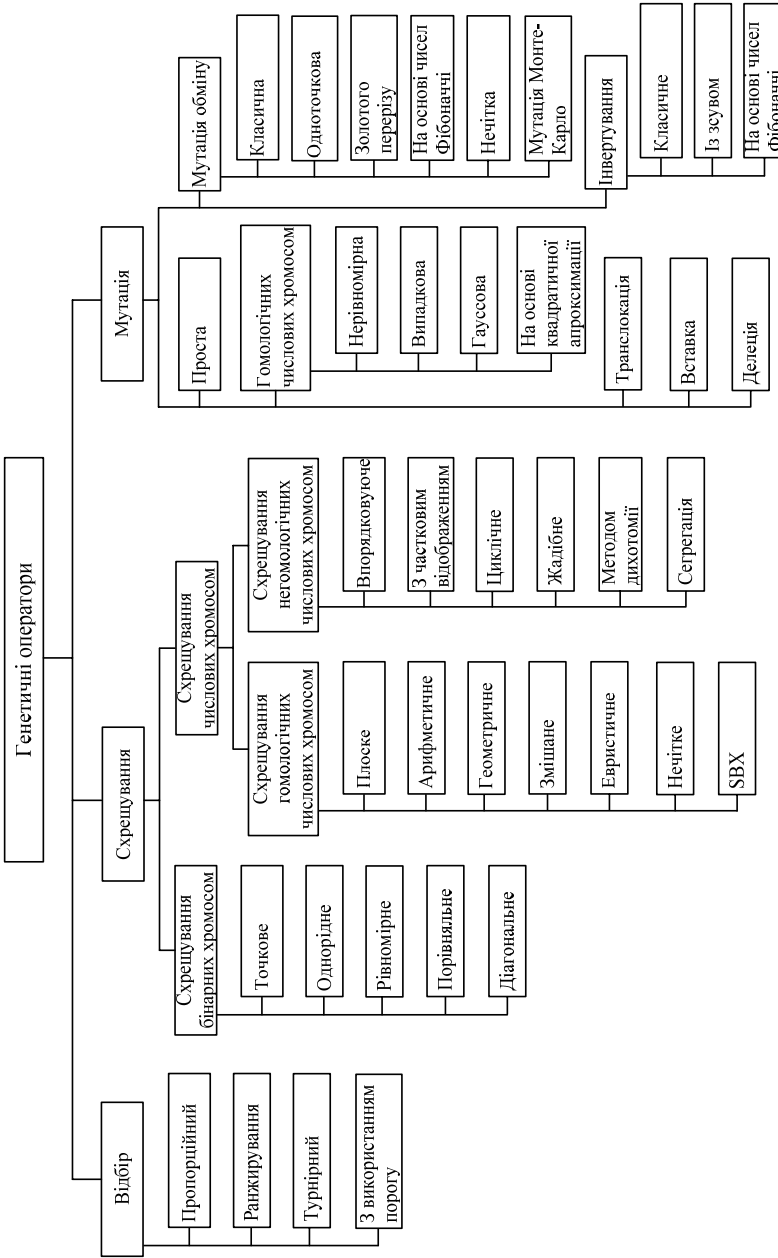 Генетичні оператори
Відбір
Пропорційний
Ранжирування
Турнірний
З використанням
порогу
Схрещування
Схрещування
бінарних хромосом
Точкове
Однорідне
Рівномірне
Порівняльне
Діагональне
Схрещування
числових хромосом
Схрещування
гомологічних
числових хромосом
Плоске
Арифметичне
Геометричне
Змішане
Евристичне
Нечітке
SBX
Схрещування
негомологічних
числових хромосом
Впорядковуюче
З частковим
відображенням
Циклічне
Жадібне
Методом
дихотомії
Сегрегація
Мутація
Проста
Гомологічних
числових хромосом
Нерівномірна
Випадкова
Гауссова
На основі
квадратичної
апроксимації
Транслокація
Вставка
Делеція
Мутація обміну
Класична
Одноточкова
Золотого
перерізу
На основі чисел
Фібоначчі
Нечітка
Мутація Монте-
Карло
Інвертування
Класичне
Із зсувом
На основі чисел
Фібоначчі